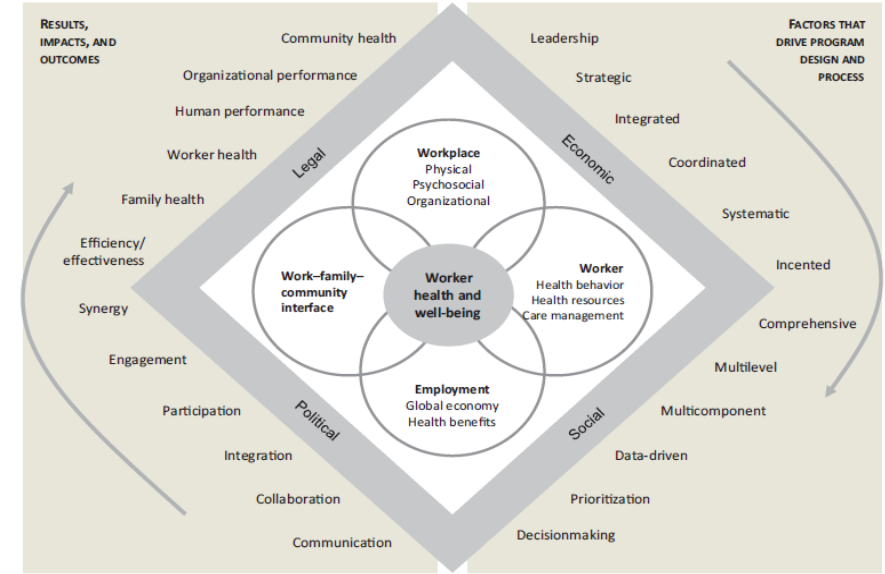 RESULTS,
IMPACTS, AND
OUTCOMES
FACTORS THAT
DRIVE PROGRAM
DESIGN AND
PROCESS
Community health
Organizational performance
Human performance
Worker health
Family health
Efficiency/
effectiveness
Synergy
Engagement
Participation
Integration
Collaboration
Communication
Legal
Economic
Political
Social
Workplace
Physical
Psychosocial
Organizational
Work–family–
community
interface
Worker
health and
well-being
Worker
Health behavior
Health resources
Care management
Employment
Global economy
Health benefits
Leadership
Strategic
Integrated
Coordinated
Systematic
Incented
Comprehensive
Multilevel
Multicomponent
Data-driven
Prioritization
Decisionmaking